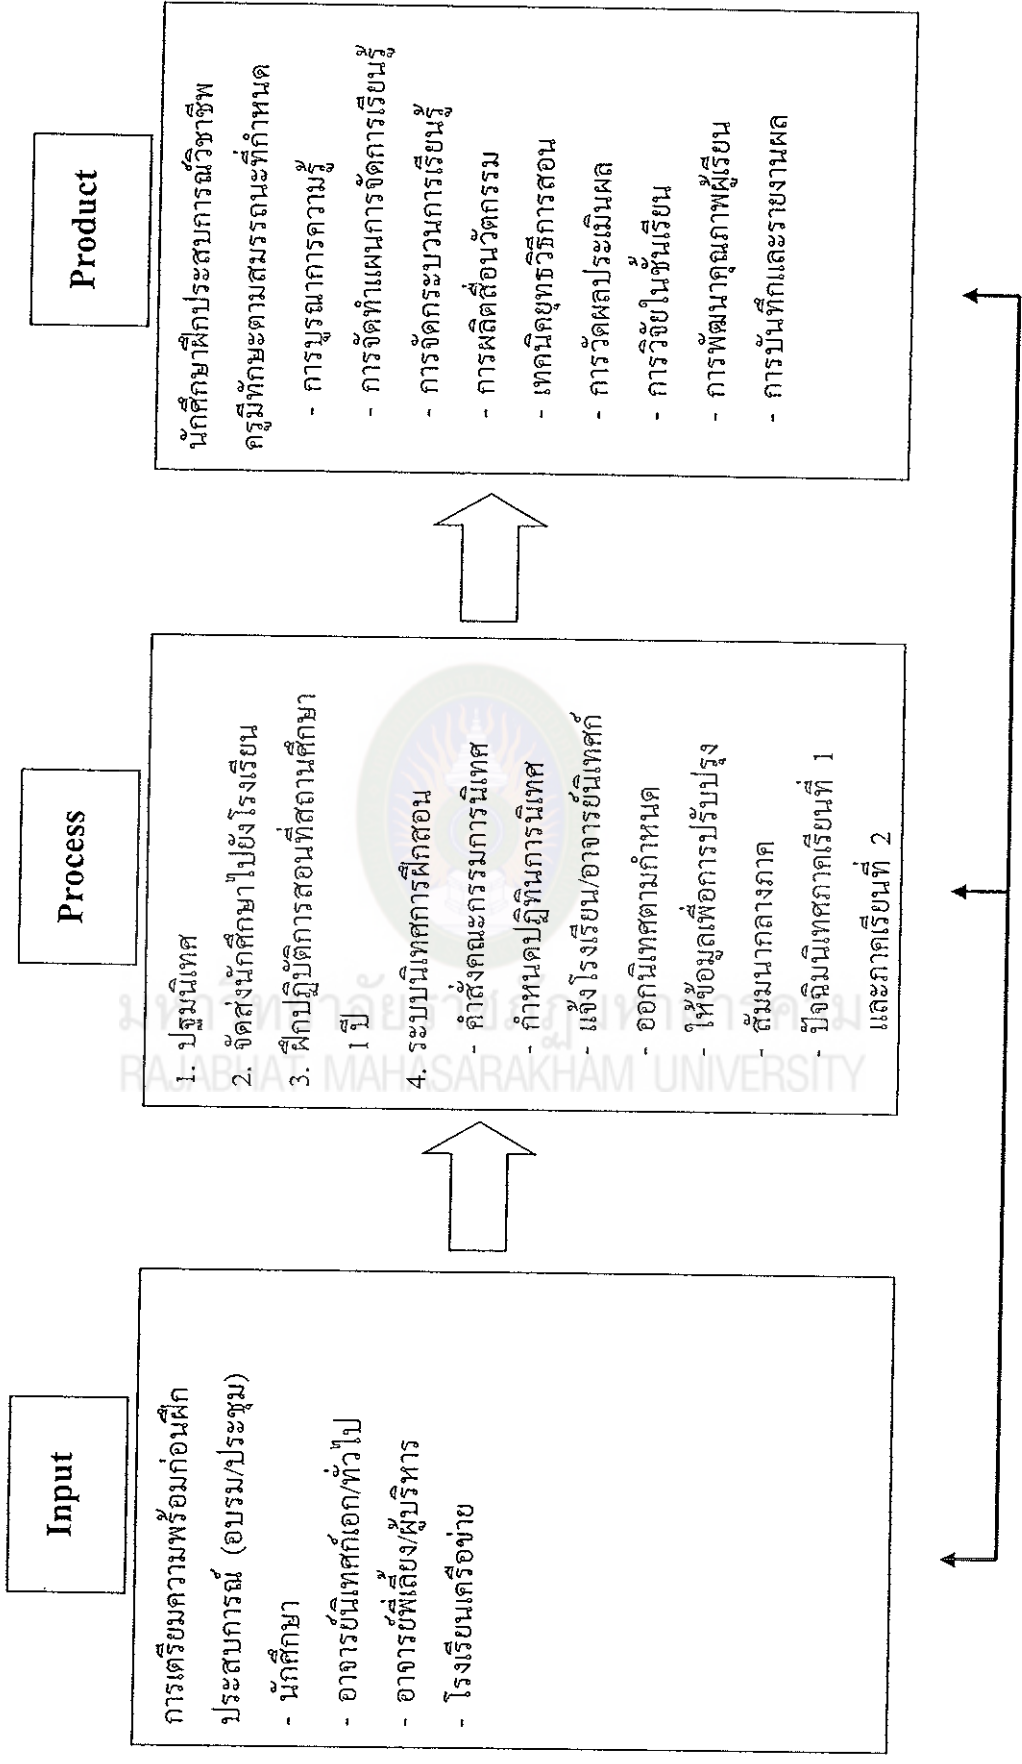 Input
การเตรียมความพร้อมก่อนฝึก
ประสบการณ์ (อบรม/ประชุม)
- นักศึกษา
- อาจารย์นิเทศก์เอก/ทั่วไป
- อาจารย์พี่เลี้ยง/ผู้บริหาร
- โรงเรียนเครือข่าย
Process
1. ปฐมนิเทศ
2. จัดส่งนักศึกษาไปยังโรงเรียน
3. ฝึกปฏิบัติการสอนที่สถานศึกษา
1 ปี
4. ระบบนิเทศการฝึกสอน
- คำสั่งคณะกรรมการนิเทศ
- กำหนดปฏิทินการนิเทศ
- แจ้งโรงเรียน/อาจารย์นิเทศก์
- ออกนิเทศตามกำหนด
- ให้ข้อมูลเพื่อการปรับปรุง
- สัมมนากลางภาค
- ปัจฉิมนิเทศภาคเรียนที่ 1
และภาคเรียนที่ 2
Product
นักศึกษาฝึกประสบการณ์วิชาชีพ
ครูมีทักษะตามสมรรถนะที่กำหนด
- การบูรณาการความรู้
- การจัดทำแผนการจัดการเรียนรู้
- การจัดกระบวนการเรียนรู้
- การผลิตสื่อนวัตกรรม
- เทคนิคยุทธวิธีการสอน
- การวัดผลประเมินผล
- การวิจัยในชั้นเรียน
- การพัฒนาคุณภาพผู้เรียน
- การบันทึกและรายงานผล
มหาวิทยาลัยราชภัฏมหาสารคาม
RAJABHAT MAHASARAKHAM UNIVERSITY